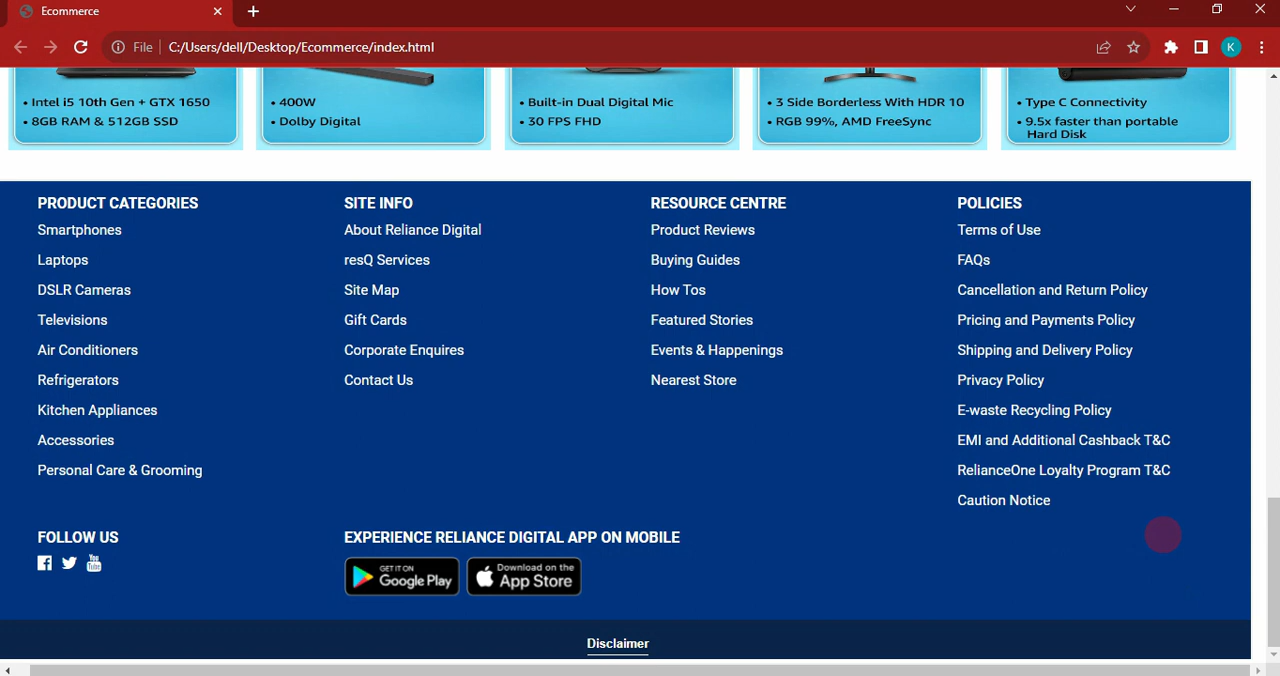 Ecommerce
File
C:/Users/dell/Desktop/Ecommerce/index.html
K
• Intel i5 10th Gen + GTX 1650
• 8GB RAM & 512GB SSD
• 400W
• Dolby Digital
• Built-in Dual Digital Mic
• 30 FPS FHD
• 3 Side Borderless With HDR 10
• RGB 99%, AMD FreeSync
• Type C Connectivity
• 9.5x faster than portable
Hard Disk
PRODUCT CATEGORIES
Smartphones
Laptops
DSLR Cameras
Televisions
Air Conditioners
Refrigerators
Kitchen Appliances
Accessories
Personal Care & Grooming
SITE INFO
About Reliance Digital
resQ Services
Site Map
Gift Cards
Corporate Enquires
Contact Us
RESOURCE CENTRE
Product Reviews
Buying Guides
How Tos
Featured Stories
Events & Happenings
Nearest Store
POLICIES
Terms of Use
FAQs
Cancellation and Return Policy
Pricing and Payments Policy
Shipping and Delivery Policy
Privacy Policy
E-waste Recycling Policy
EMI and Additional Cashback T&C
RelianceOne Loyalty Program T&C
Caution Notice
FOLLOW US
You
Tube
EXPERIENCE RELIANCE DIGITAL APP ON MOBILE
GET IT ON
Google Play
Download on the
App Store
Disclaimer